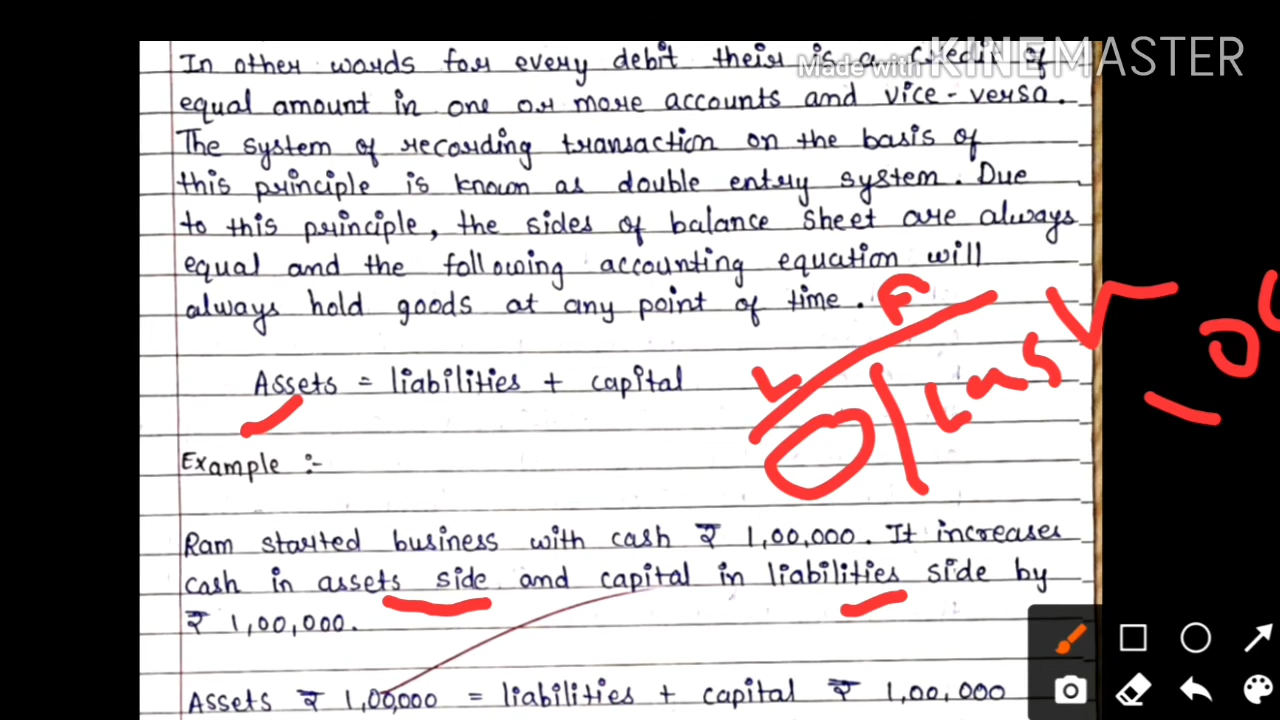 Made with KINEMASTER
In other words for every debit their is a credit of
equal amount in one or more accounts and vice-versa.
The system of recording transaction on the basis of
this principle is known as double entry system. Due
to this principle, the sides of balance sheet are always
equal and the following accounting equation will
always hold goods at any point of time.
Assets = liabilities + capital
Example :-
Ram started business with cash ₹ 1,00,000. It increases
cash in assets side and capital in liabilities side by
₹ 1,00,000.
Assets ₹ 1,00,000 = liabilities + capital ₹ 1,00,000